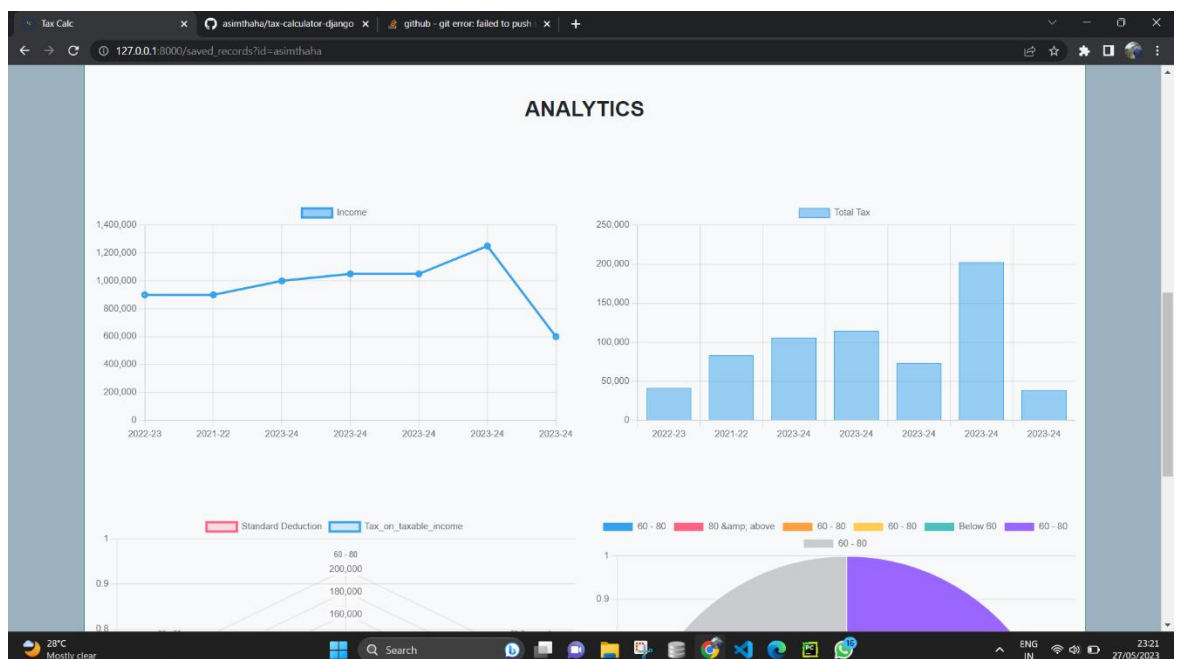 Tax Calc
asimthaha/tax-calculator-django
github - git error: failed to push
127.0.0.1:8000/saved_records?id=asimthaha
ANALYTICS
Income
1,400,000
1,200,000
1,000,000
800,000
600,000
400,000
200,000
0
2022-23 2021-22 2023-24 2023-24 2023-24 2023-24 2023-24
Total Tax
250,000
200,000
150,000
100,000
50,000
0
2022-23 2021-22 2023-24 2023-24 2023-24 2023-24 2023-24
Standard Deduction Tax_on_taxable_income
1
0.9
0.8
60 - 80
200,000
180,000
160,000
60 - 80 80 &amp; above 60 - 80 60 - 80 Below 60 60 - 80
60 - 80
1
0.9
28°C
Mostly clear
Search
16
ENG
IN
23:21
27/05/2023